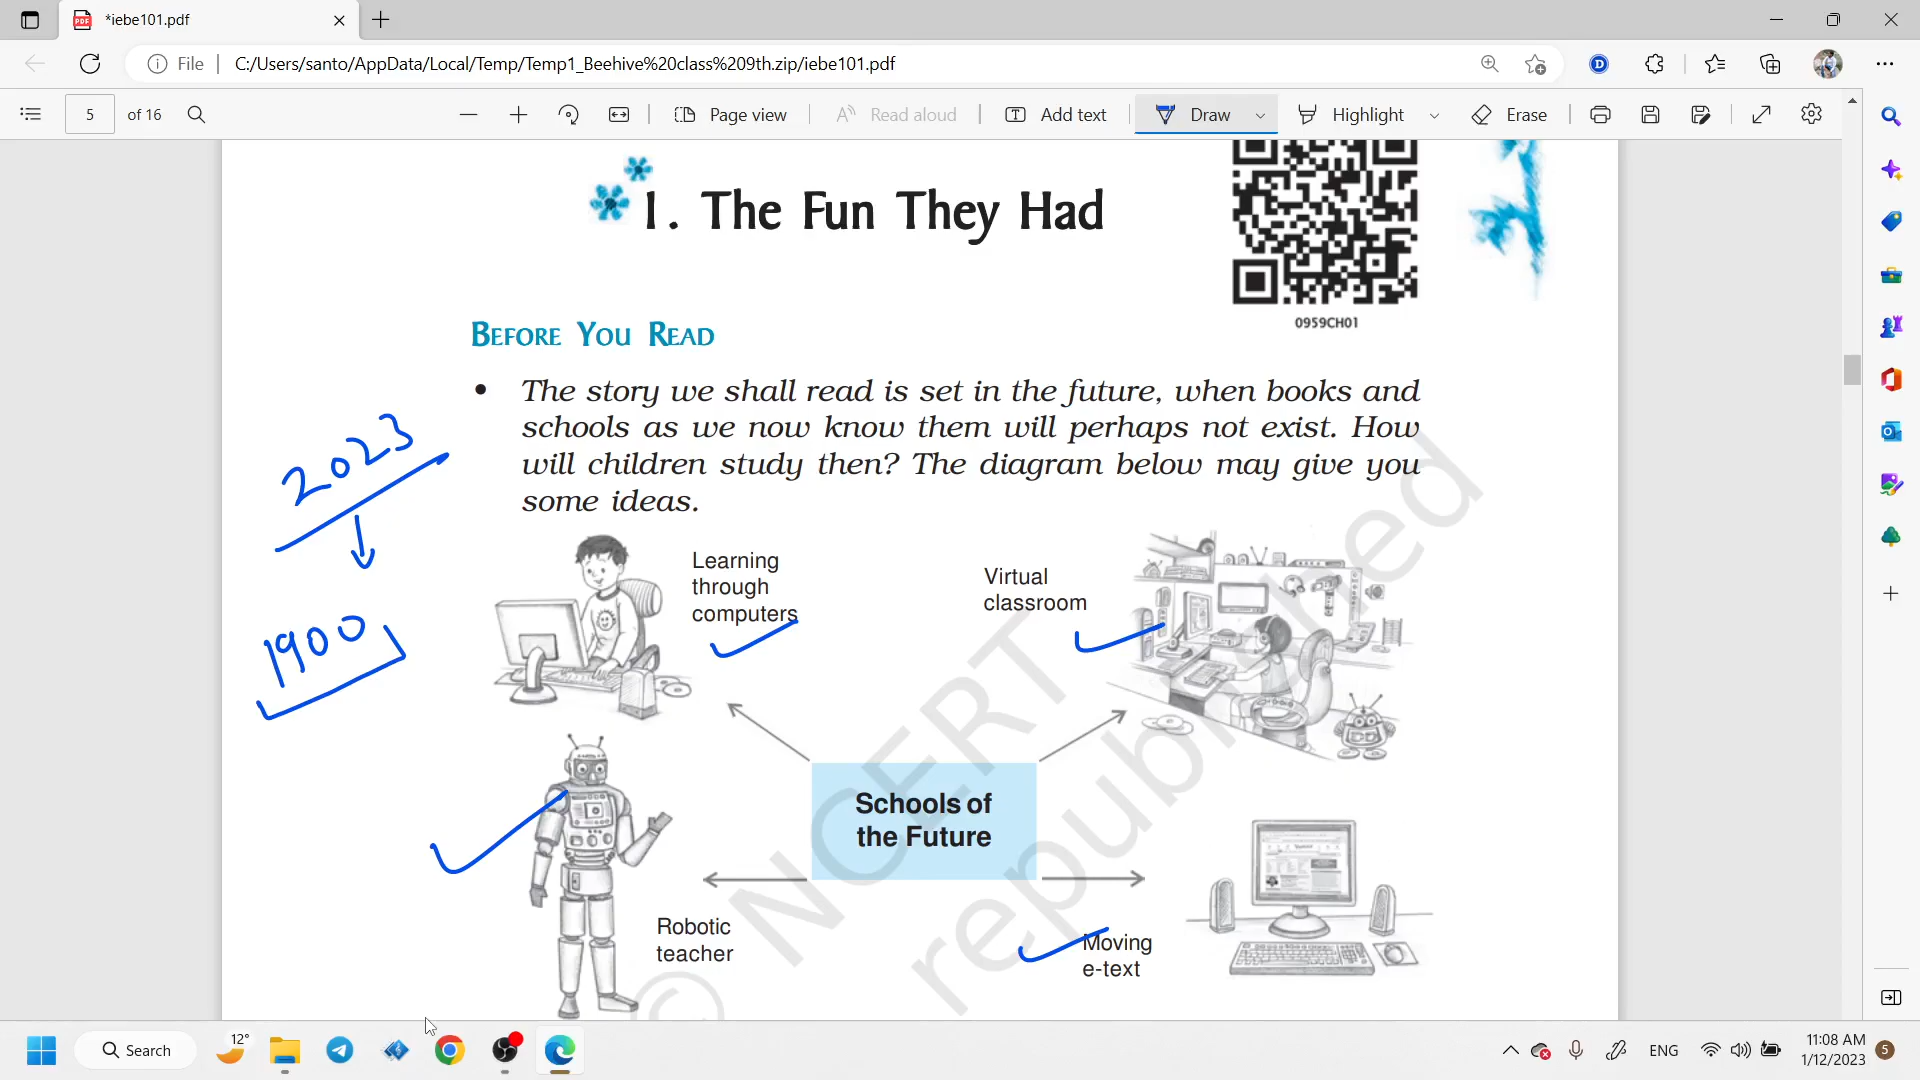 *iebe101.pdf
File
C:/Users/santo/AppData/Local/Temp/Temp1_Beehive%20class%209th.zip/iebe101.pdf
5 of 16
Page view
Read aloud
Add text
Draw
Highlight
Erase
1. The Fun They Had
0959CH01
BEFORE YOU READ
• The story we shall read is set in the future, when books and
schools as we now know them will perhaps not exist. How
will children study then? The diagram below may give you
some ideas.
2023
1900
Learning
through
computers
Virtual
classroom
Schools of
the Future
Robotic
teacher
Moving
e-text
© NCERT
republished
Search
12°
ENG
11:08 AM
1/12/2023
5